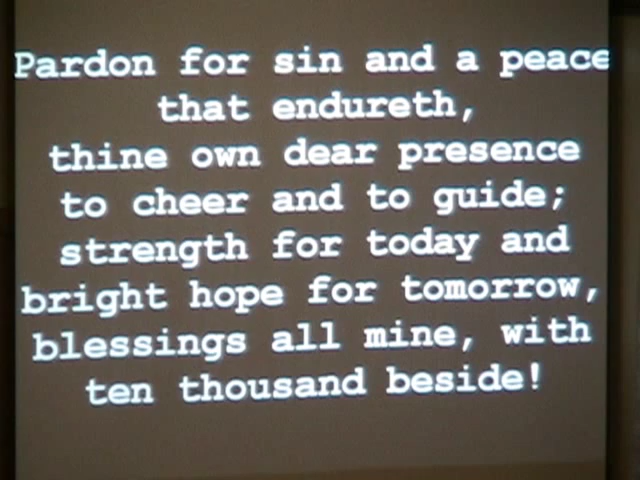 Pardon for sin and a peace
that endureth,
thine own dear presence
to cheer and to guide;
strength for today and
bright hope for tomorrow,
blessings all mine, with
ten thousand beside!